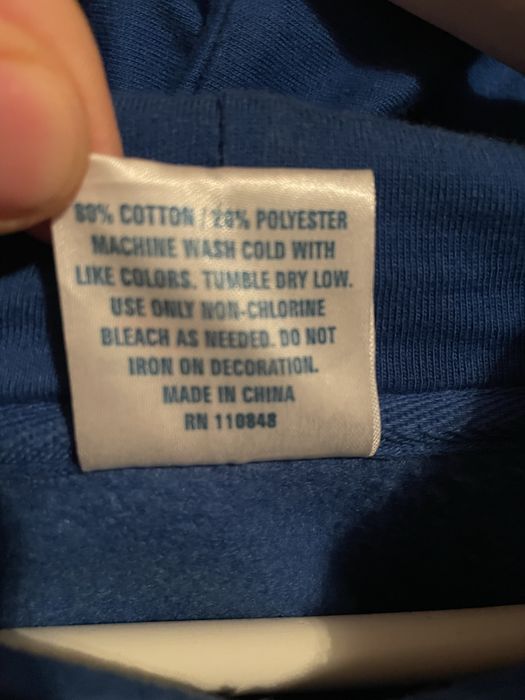 80% COTTON / 20% POLYESTER
MACHINE WASH COLD WITH
LIKE COLORS. TUMBLE DRY LOW.
USE ONLY NON-CHLORINE
BLEACH AS NEEDED. DO NOT
IRON ON DECORATION.
MADE IN CHINA
RN 110848